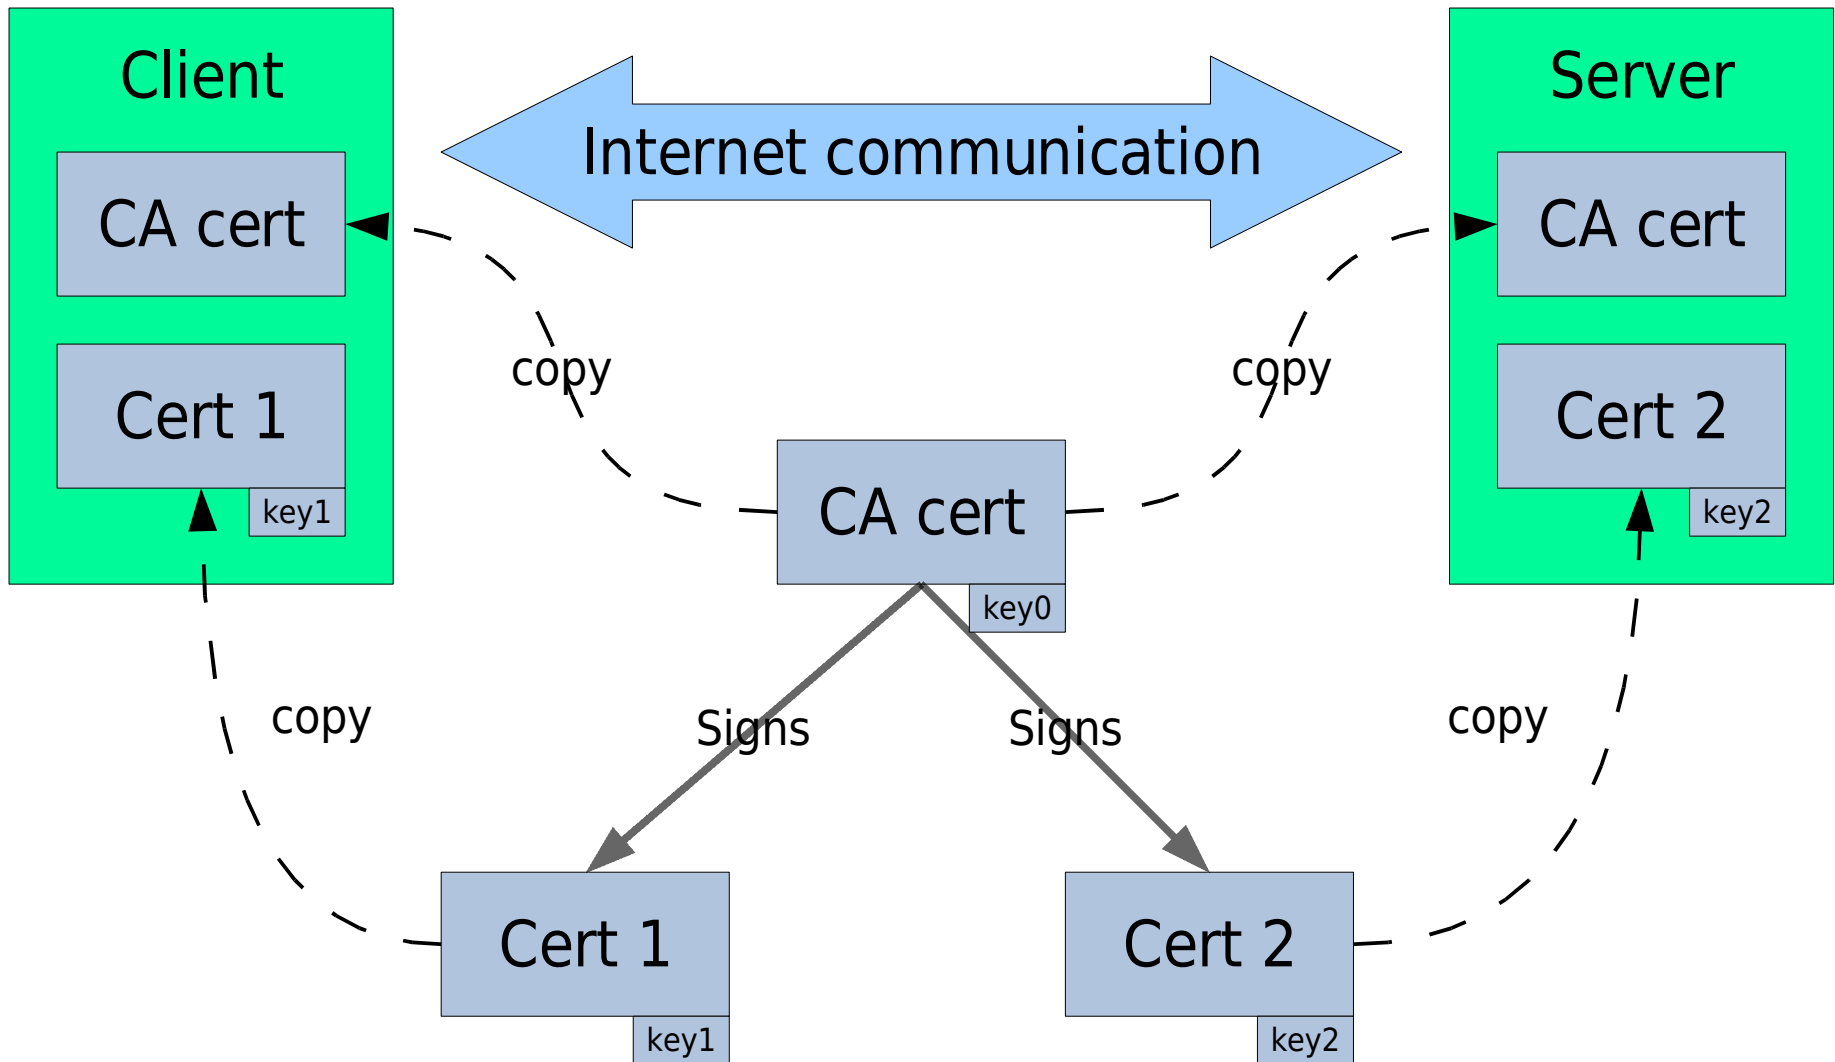 Client
Server
Internet communication
CA cert
CA cert
copy
copy
Cert 1
Cert 2
key1
key2
CA cert
key0
copy
copy
Signs
Signs
Cert 1
Cert 2
key1
key2